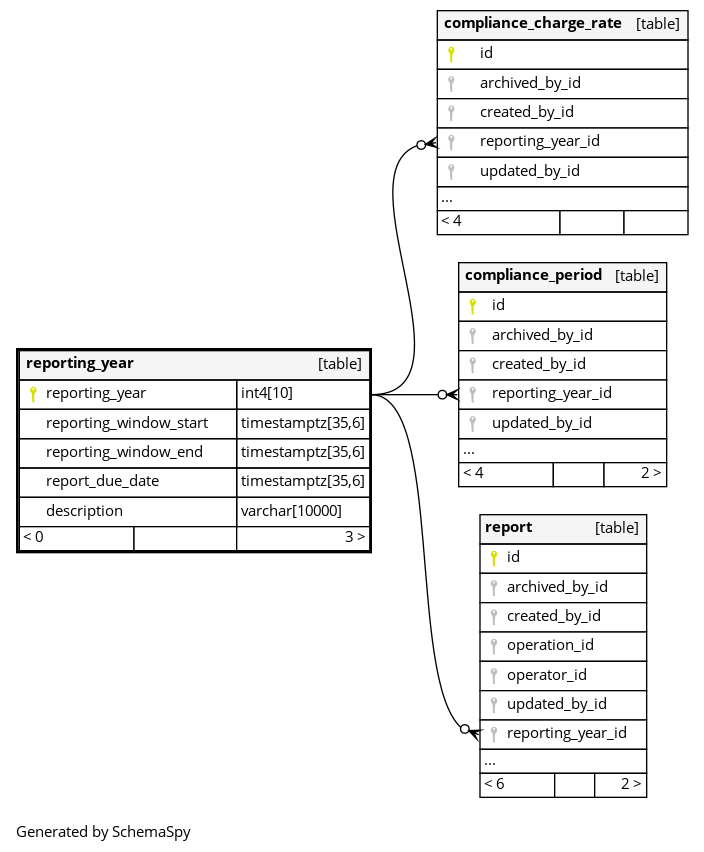 compliance_charge_rate [table]
id
archived_by_id
created_by_id
reporting_year_id
updated_by_id
...
< 4
compliance_period [table]
id
archived_by_id
created_by_id
reporting_year_id
updated_by_id
...
< 4 2 >
reporting_year [table]
reporting_year int4[10]
reporting_window_start timestamptz[35,6]
reporting_window_end timestamptz[35,6]
report_due_date timestamptz[35,6]
description varchar[10000]
< 0 3 >
report [table]
id
archived_by_id
created_by_id
operation_id
operator_id
updated_by_id
reporting_year_id
...
< 6 2 >
Generated by SchemaSpy